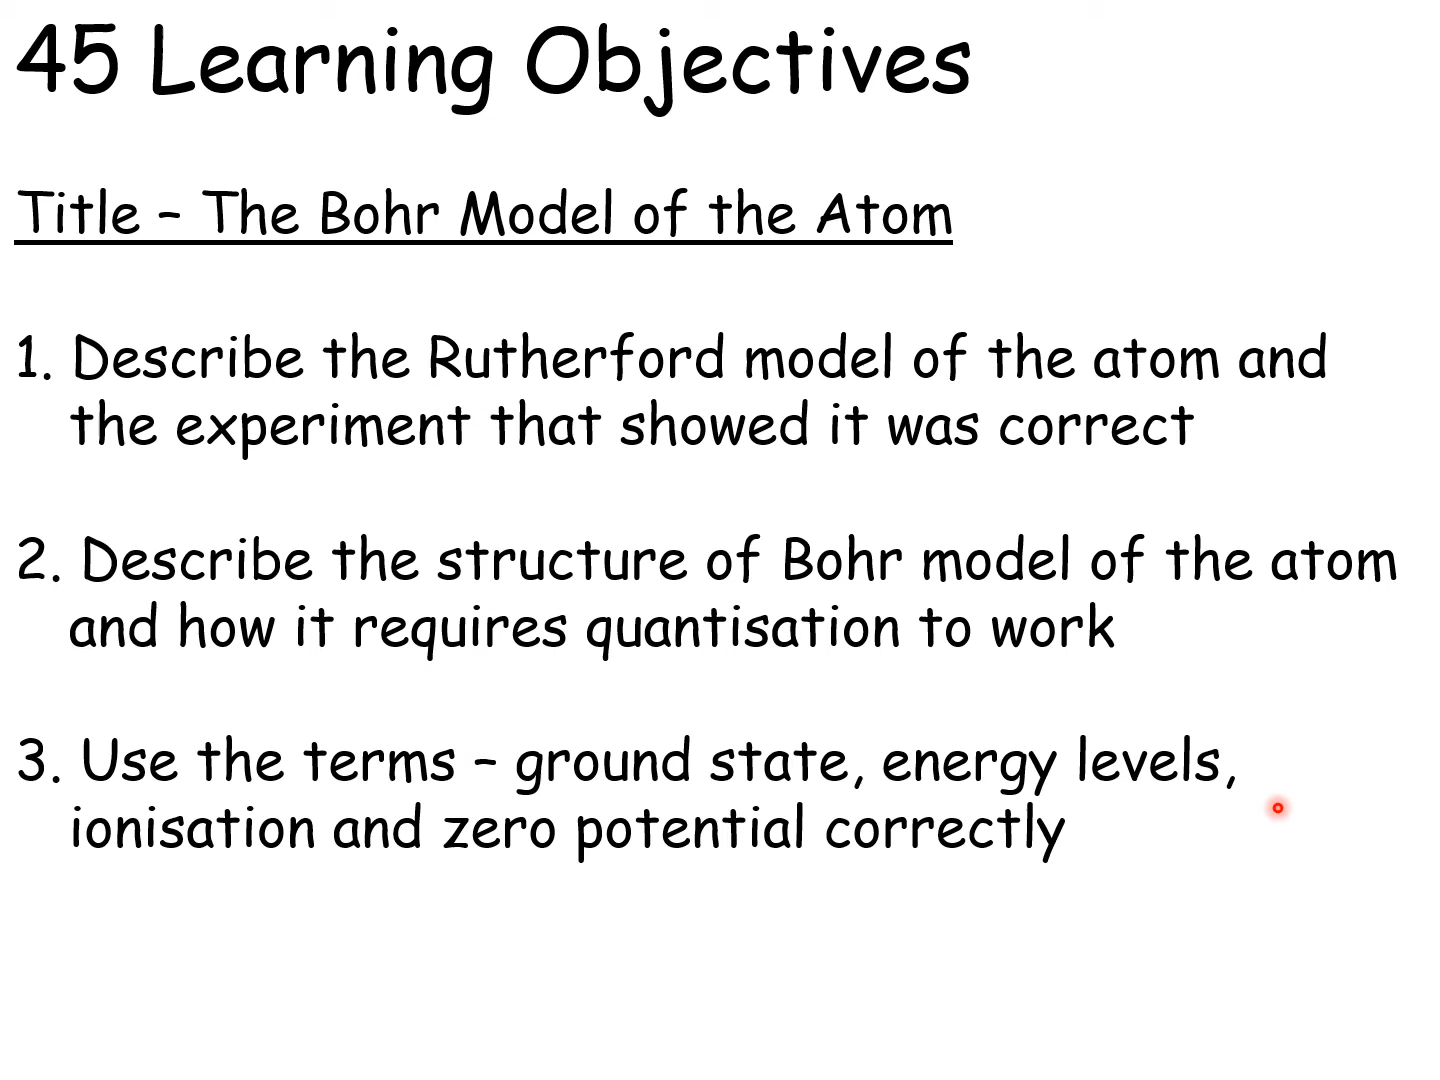 45 Learning Objectives
Title – The Bohr Model of the Atom
1. Describe the Rutherford model of the atom and
the experiment that showed it was correct
2. Describe the structure of Bohr model of the atom
and how it requires quantisation to work
3. Use the terms – ground state, energy levels,
ionisation and zero potential correctly